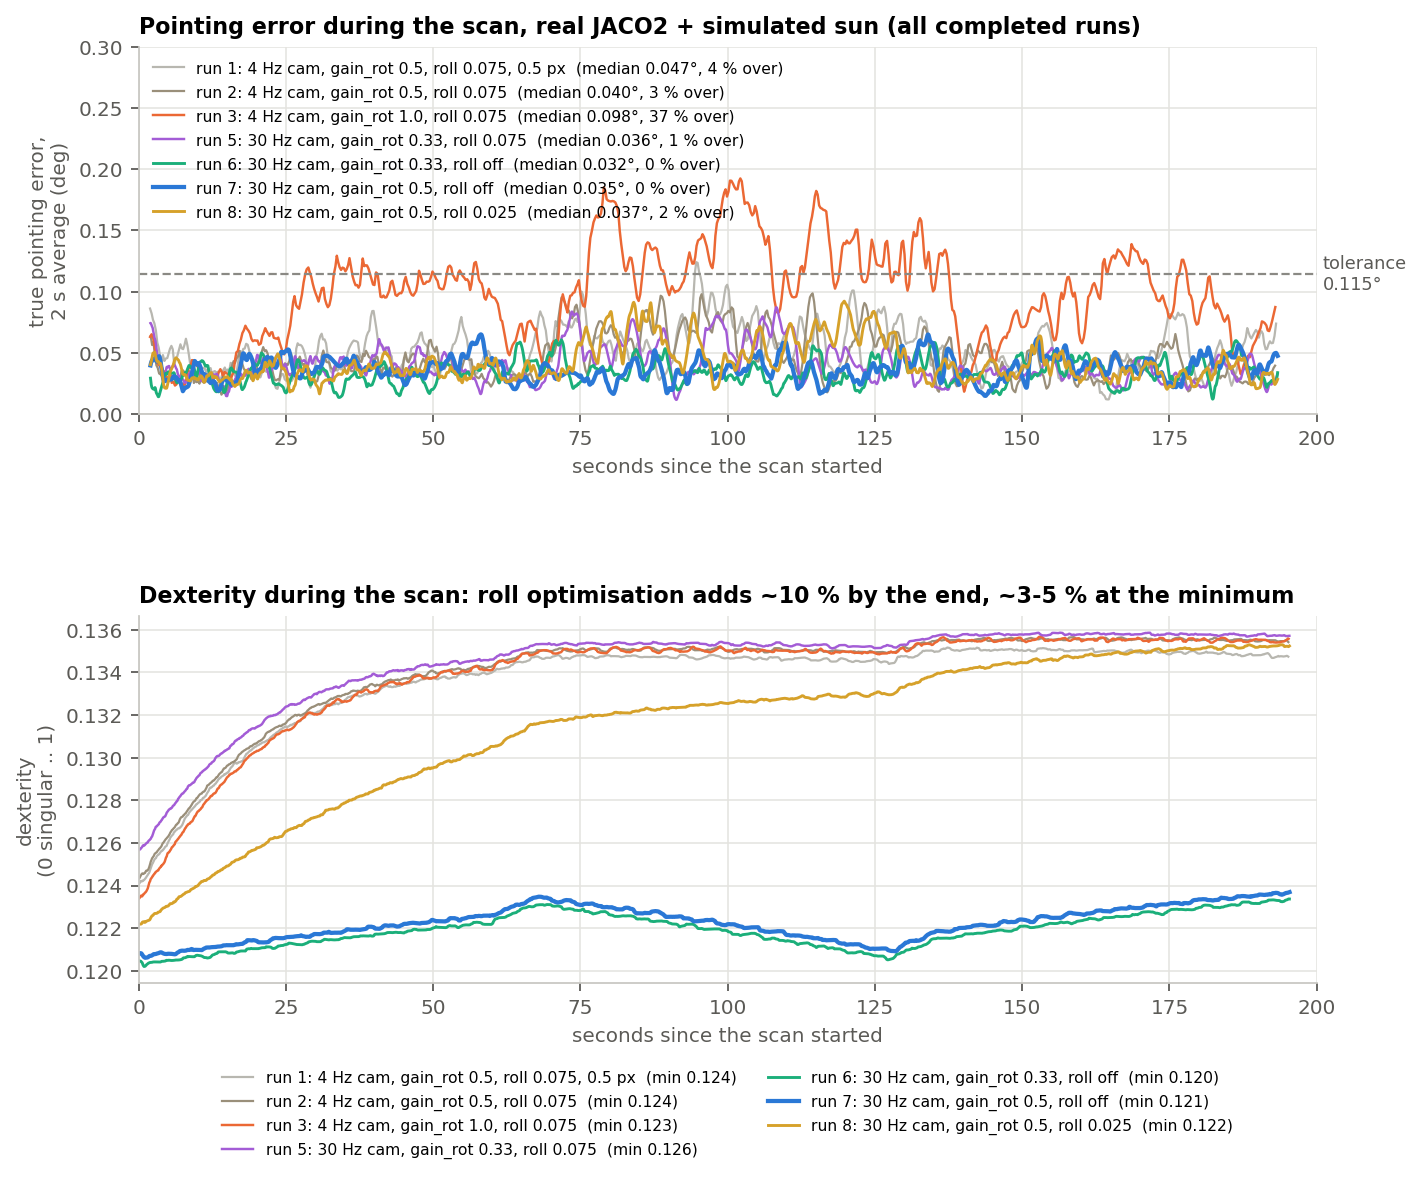 Pointing error during the scan, real JACO2 + simulated sun (all completed runs)
true pointing error,
2 s average (deg)
0.30
0.25
0.20
0.15
0.10
0.05
0.00
run 1: 4 Hz cam, gain_rot 0.5, roll 0.075, 0.5 px (median 0.047°, 4 % over)
run 2: 4 Hz cam, gain_rot 0.5, roll 0.075 (median 0.040°, 3 % over)
run 3: 4 Hz cam, gain_rot 1.0, roll 0.075 (median 0.098°, 37 % over)
run 5: 30 Hz cam, gain_rot 0.33, roll 0.075 (median 0.036°, 1 % over)
run 6: 30 Hz cam, gain_rot 0.33, roll off (median 0.032°, 0 % over)
run 7: 30 Hz cam, gain_rot 0.5, roll off (median 0.035°, 0 % over)
run 8: 30 Hz cam, gain_rot 0.5, roll 0.025 (median 0.037°, 2 % over)
tolerance
0.115°
0 25 50 75 100 125 150 175 200
seconds since the scan started
Dexterity during the scan: roll optimisation adds ~10 % by the end, ~3-5 % at the minimum
dexterity
(0 singular .. 1)
0.136
0.134
0.132
0.130
0.128
0.126
0.124
0.122
0.120
0 25 50 75 100 125 150 175 200
seconds since the scan started
run 1: 4 Hz cam, gain_rot 0.5, roll 0.075, 0.5 px (min 0.124)
run 2: 4 Hz cam, gain_rot 0.5, roll 0.075 (min 0.124)
run 3: 4 Hz cam, gain_rot 1.0, roll 0.075 (min 0.123)
run 5: 30 Hz cam, gain_rot 0.33, roll 0.075 (min 0.126)
run 6: 30 Hz cam, gain_rot 0.33, roll off (min 0.120)
run 7: 30 Hz cam, gain_rot 0.5, roll off (min 0.121)
run 8: 30 Hz cam, gain_rot 0.5, roll 0.025 (min 0.122)